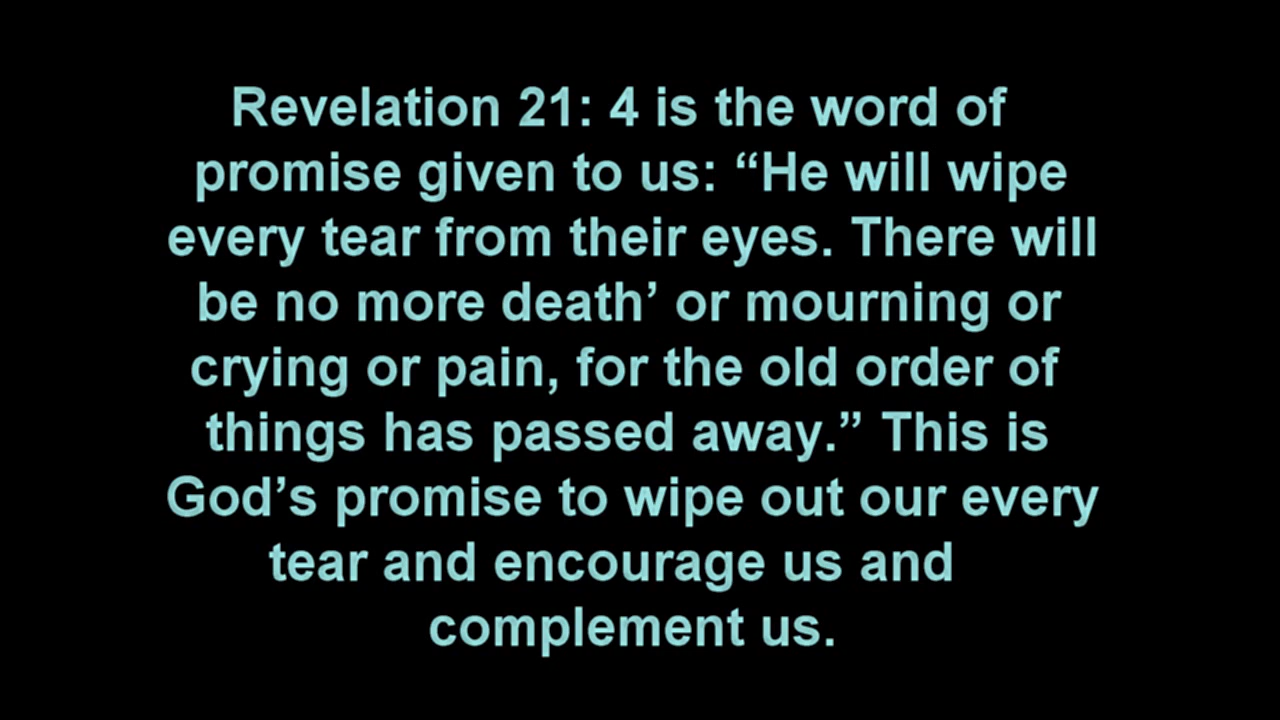 Revelation 21: 4 is the word of
promise given to us: “He will wipe
every tear from their eyes. There will
be no more death’ or mourning or
crying or pain, for the old order of
things has passed away.” This is
God’s promise to wipe out our every
tear and encourage us and
complement us.